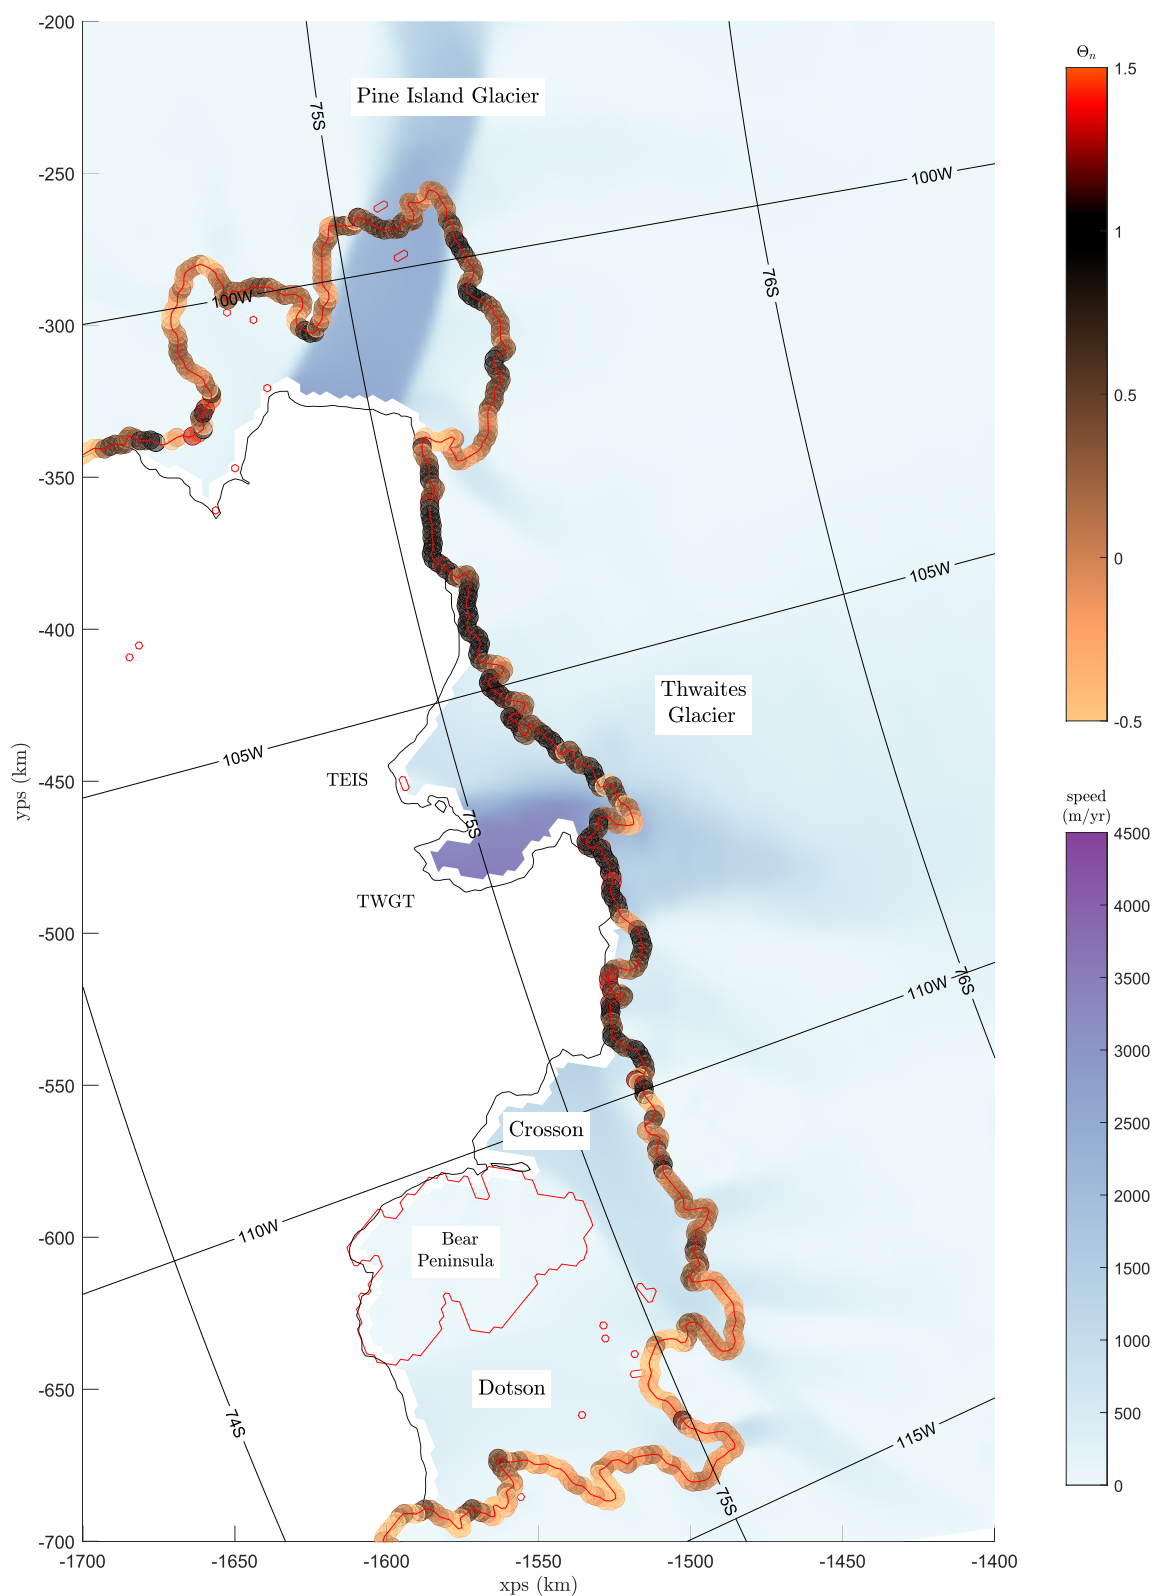 -200
Θn
Pine Island Glacier
1.5
75S
-250
100W
1
76S
100W
-300
0.5
-350
0
105W
-400
Thwaites
Glacier
-0.5
105W
yps (km)
-450
TEIS
speed
(m/yr)
75S
4500
TWGT
4000
-500
110W
76S
3500
-550
3000
Crosson
2500
110W
-600
Bear
Peninsula
2000
1500
-650
Dotson
1000
74S
115W
500
75S
0
-700
-1700
-1650
-1600
-1550
-1500
-1450
-1400
xps (km)